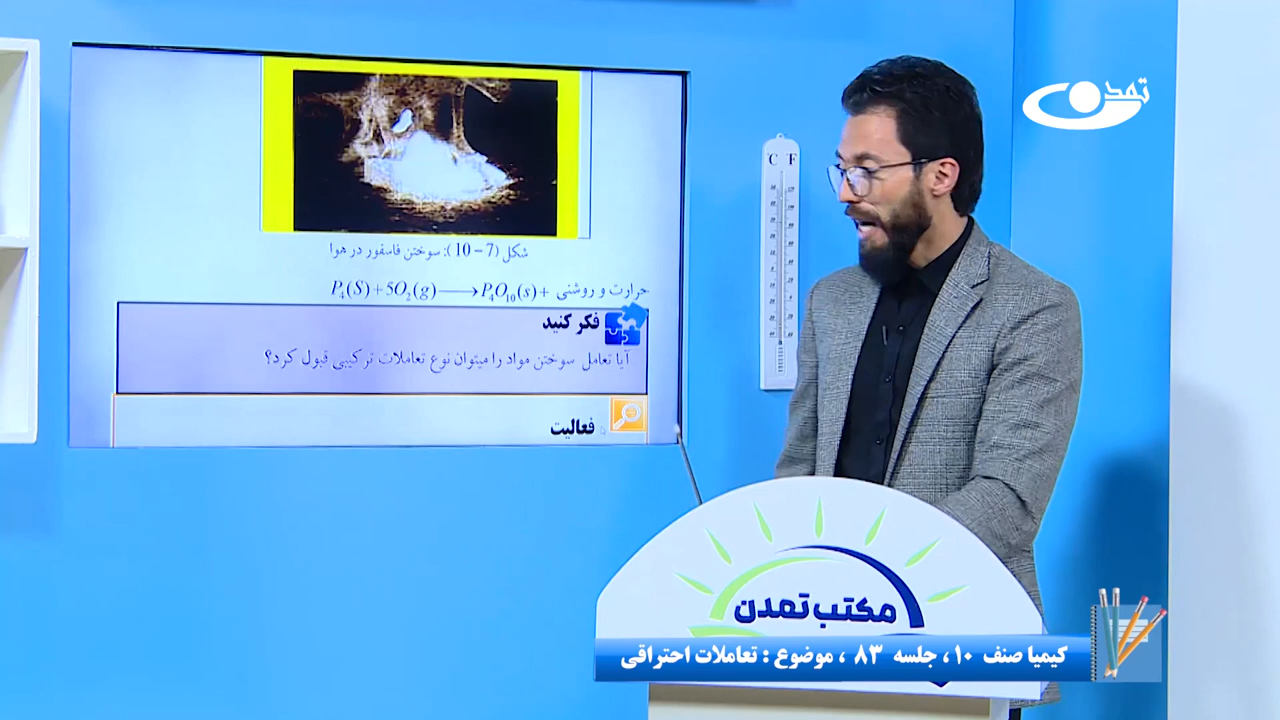 تمدن
شکل (7 – 10): سوختن فاسفور در هوا
P₄(S) + 5O₂(g) ⟶ P₄O₁₀(s) + حرارت و روشنی
فکر کنید
آیا تعامل سوختن مواد را میتوان نوع تعاملات ترکیبی قبول کرد؟
فعالیت
C F
مکتب تمدن
کیمیا صنف ۱۰، جلسه ۸۳، موضوع : تعاملات احتراقی